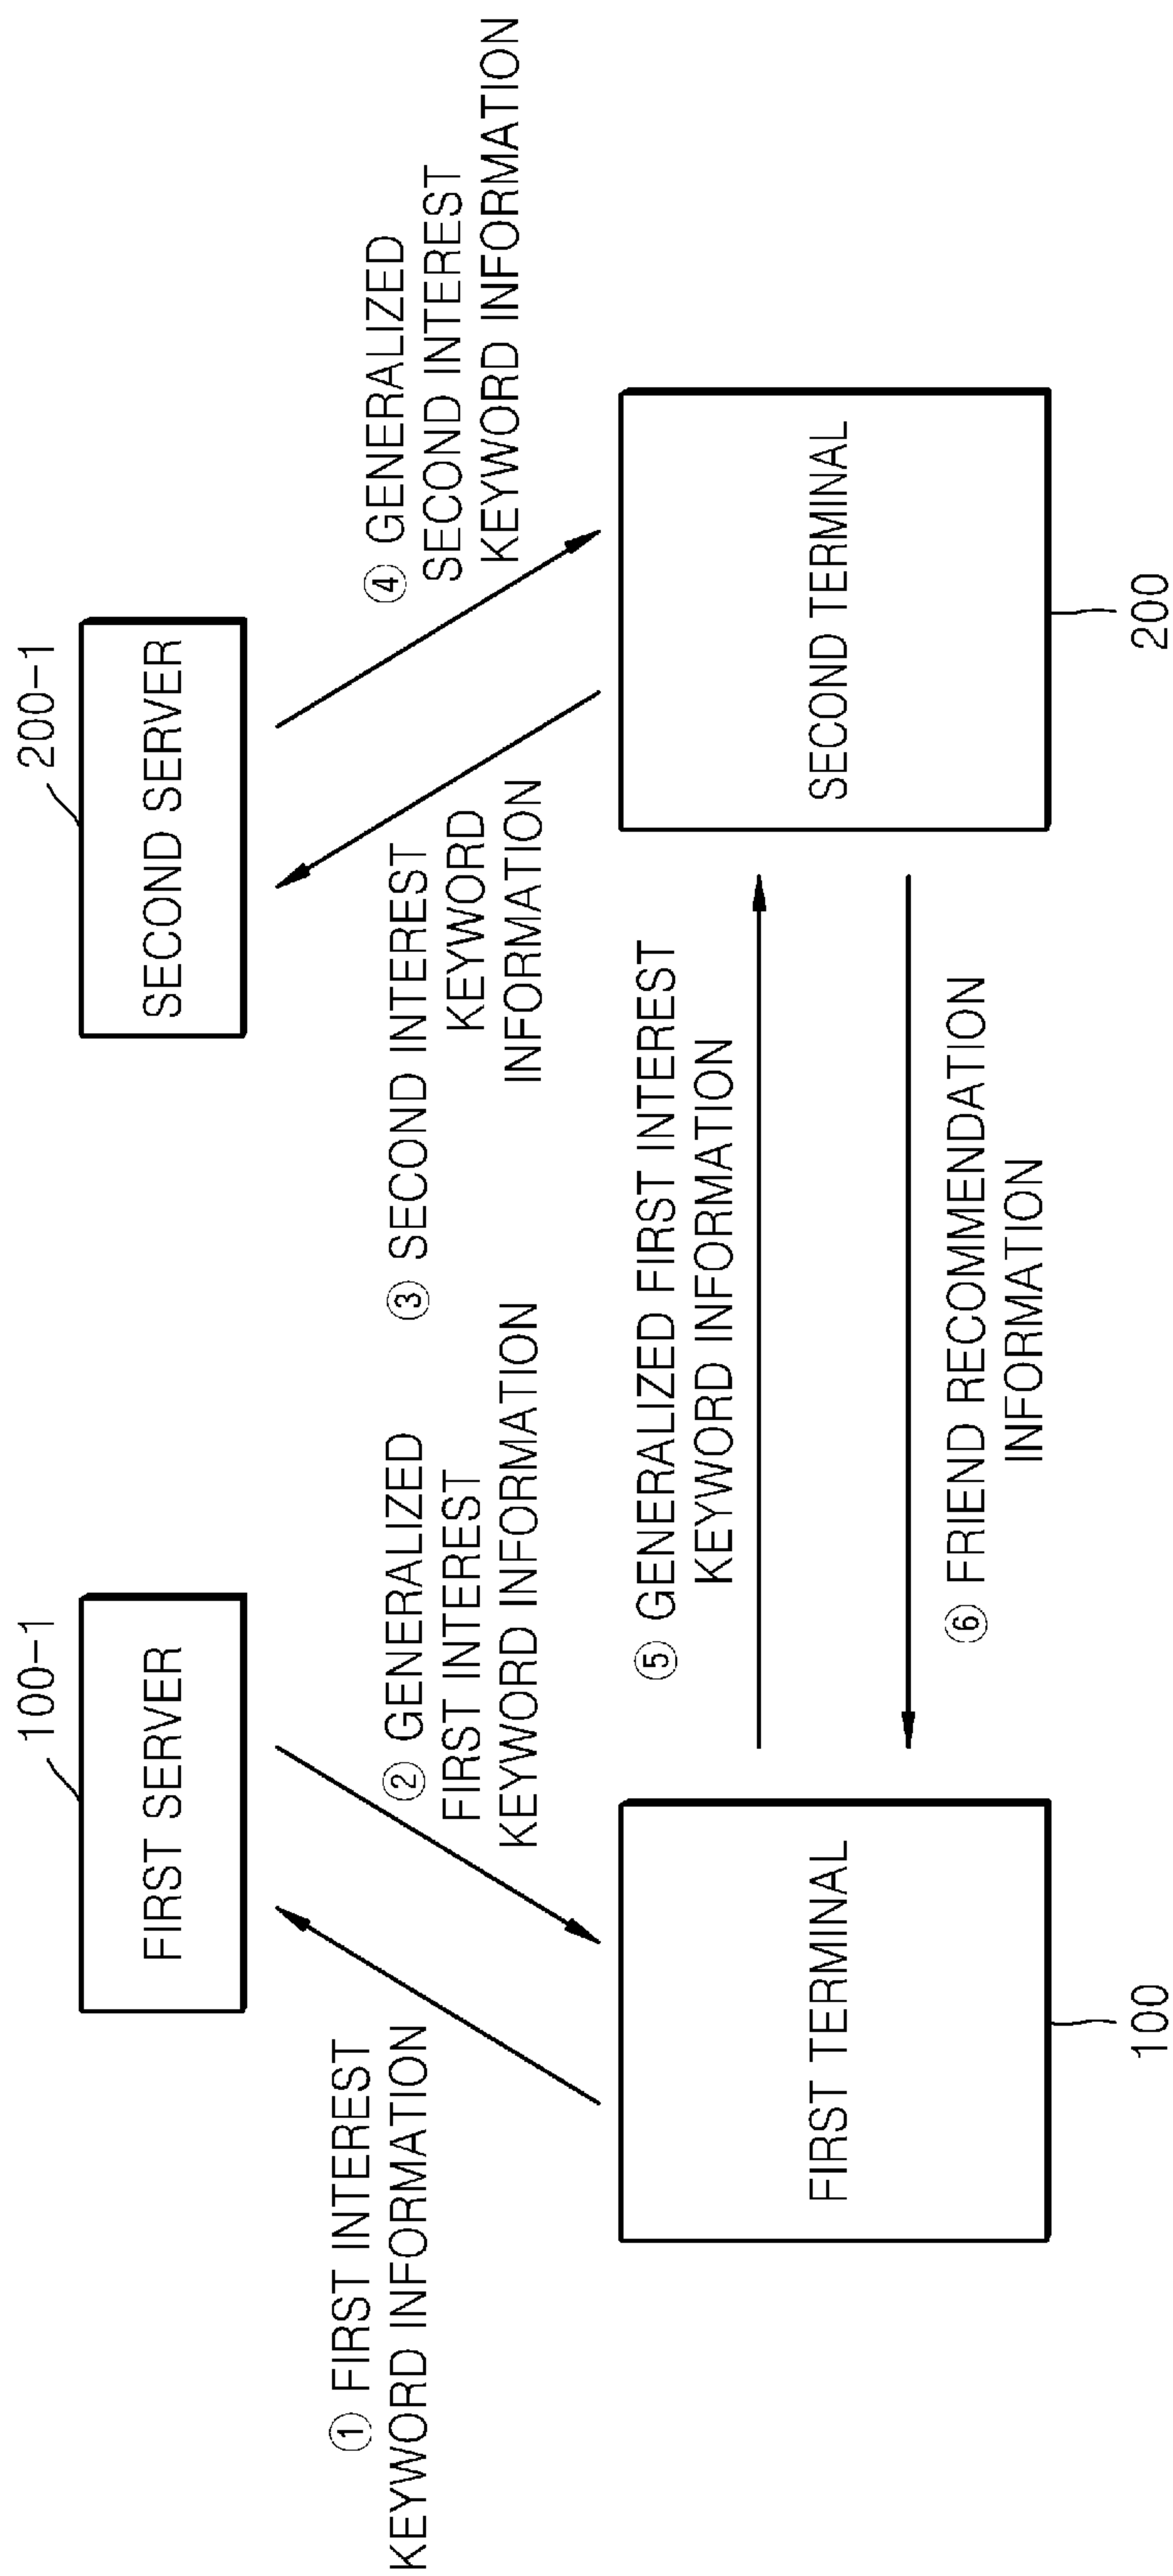 100-1
FIRST SERVER
200-1
SECOND SERVER
① FIRST INTEREST
KEYWORD INFORMATION
② GENERALIZED
FIRST INTEREST
KEYWORD INFORMATION
③ SECOND INTEREST
KEYWORD
INFORMATION
④ GENERALIZED
SECOND INTEREST
KEYWORD INFORMATION
FIRST TERMINAL
100
⑤ GENERALIZED FIRST INTEREST
KEYWORD INFORMATION
⑥ FRIEND RECOMMENDATION
INFORMATION
SECOND TERMINAL
200